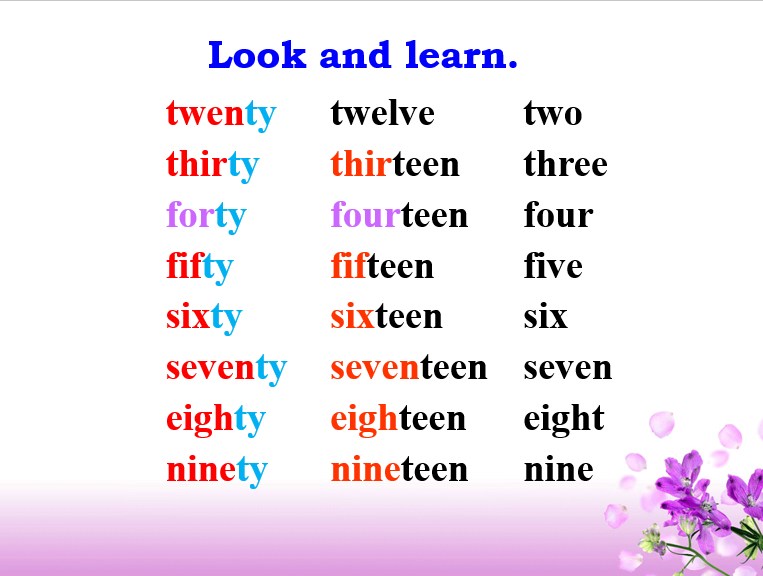 Look and learn.
twenty twelve two
thirty thirteen three
forty fourteen four
fifty fifteen five
sixty sixteen six
seventy seventeen seven
eighty eighteen eight
ninety nineteen nine